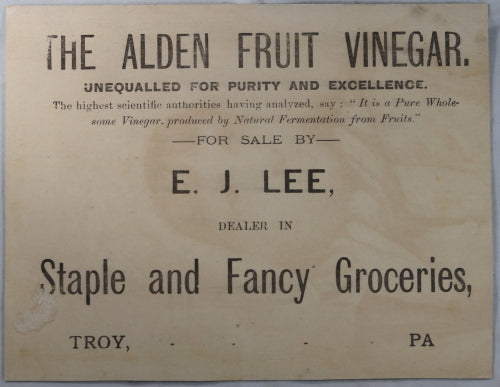 THE ALDEN FRUIT VINEGAR.
UNEQUALLED FOR PURITY AND EXCELLENCE.
The highest scientific authorities having analyzed, say : "It is a Pure Whole-
some Vinegar, produced by Natural Fermentation from Fruits."
—FOR SALE BY—
E. J. LEE,
DEALER IN
Staple and Fancy Groceries,
TROY, - - - - PA